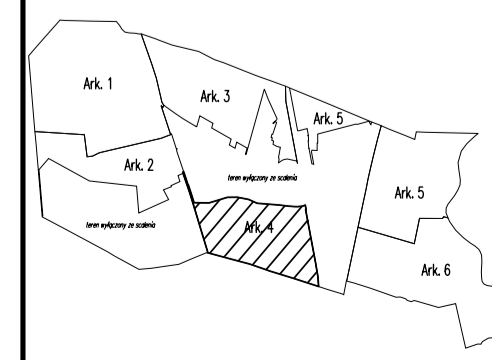 Ark. 1
Ark. 3
Ark. 5
Ark. 2
teren wyłączony ze scalenia
Ark. 5
teren wyłączony ze scalenia
Ark. 4
Ark. 6